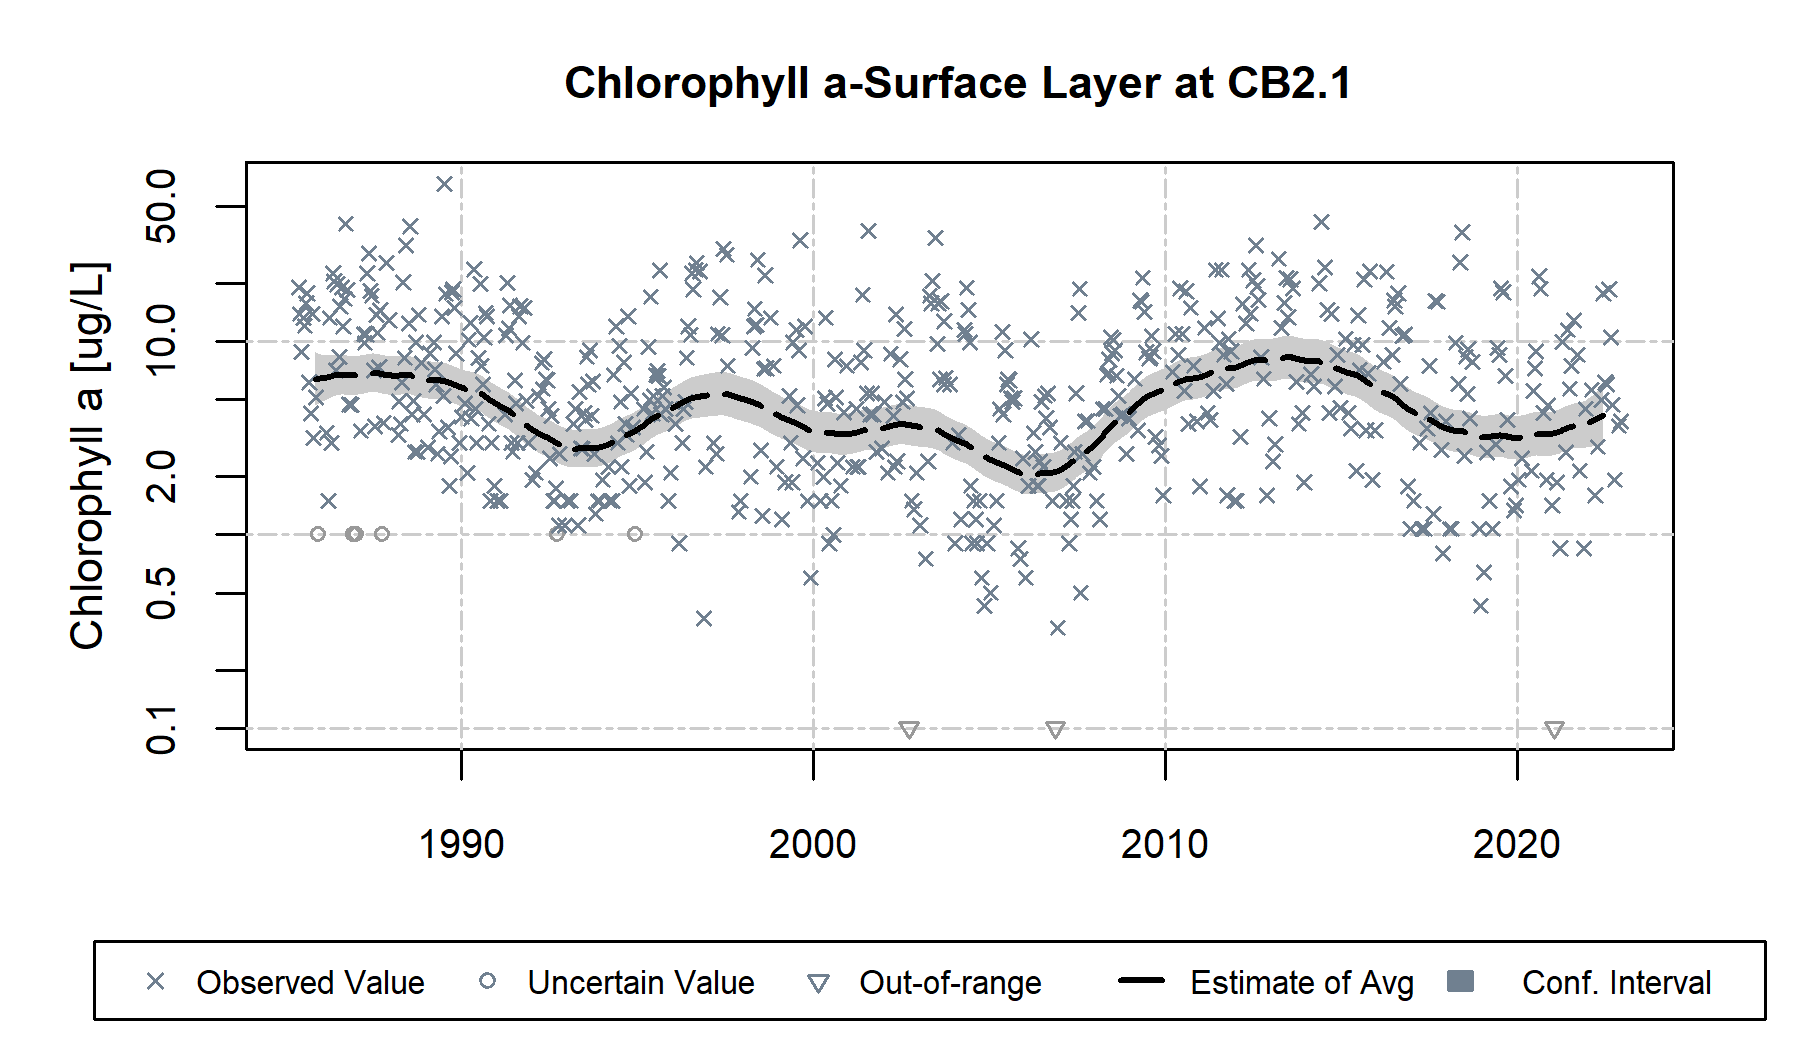 Chlorophyll a-Surface Layer at CB2.1
Chlorophyll a [ug/L]
50.0
10.0
2.0
0.5
0.1
1990 2000 2010 2020
Observed Value Uncertain Value Out-of-range Estimate of Avg Conf. Interval